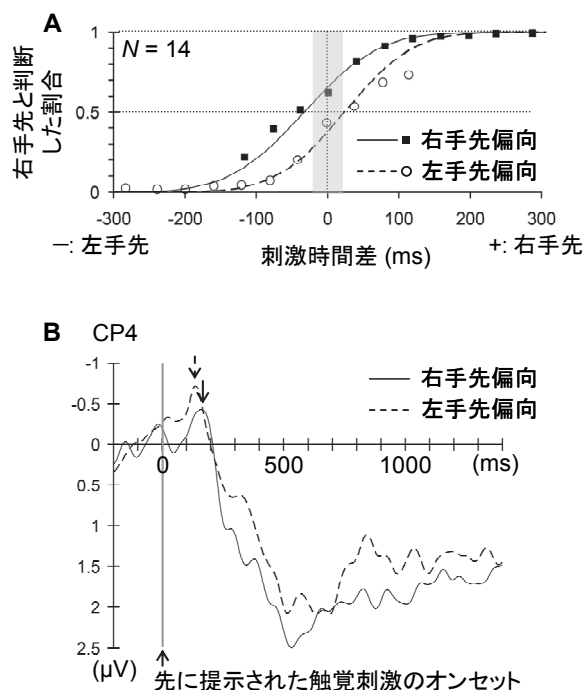 A
N = 14
右手先と判断
した割合
1
0.5
0
右手先偏向
左手先偏向
-300 -200 -100 0 100 200 300
－: 左手先
刺激時間差 (ms)
+: 右手先
B
CP4
-1
-0.5
0
0.5
1
1.5
2
2.5
(μV)
右手先偏向
左手先偏向
0 500 1000 (ms)
先に提示された触覚刺激のオンセット